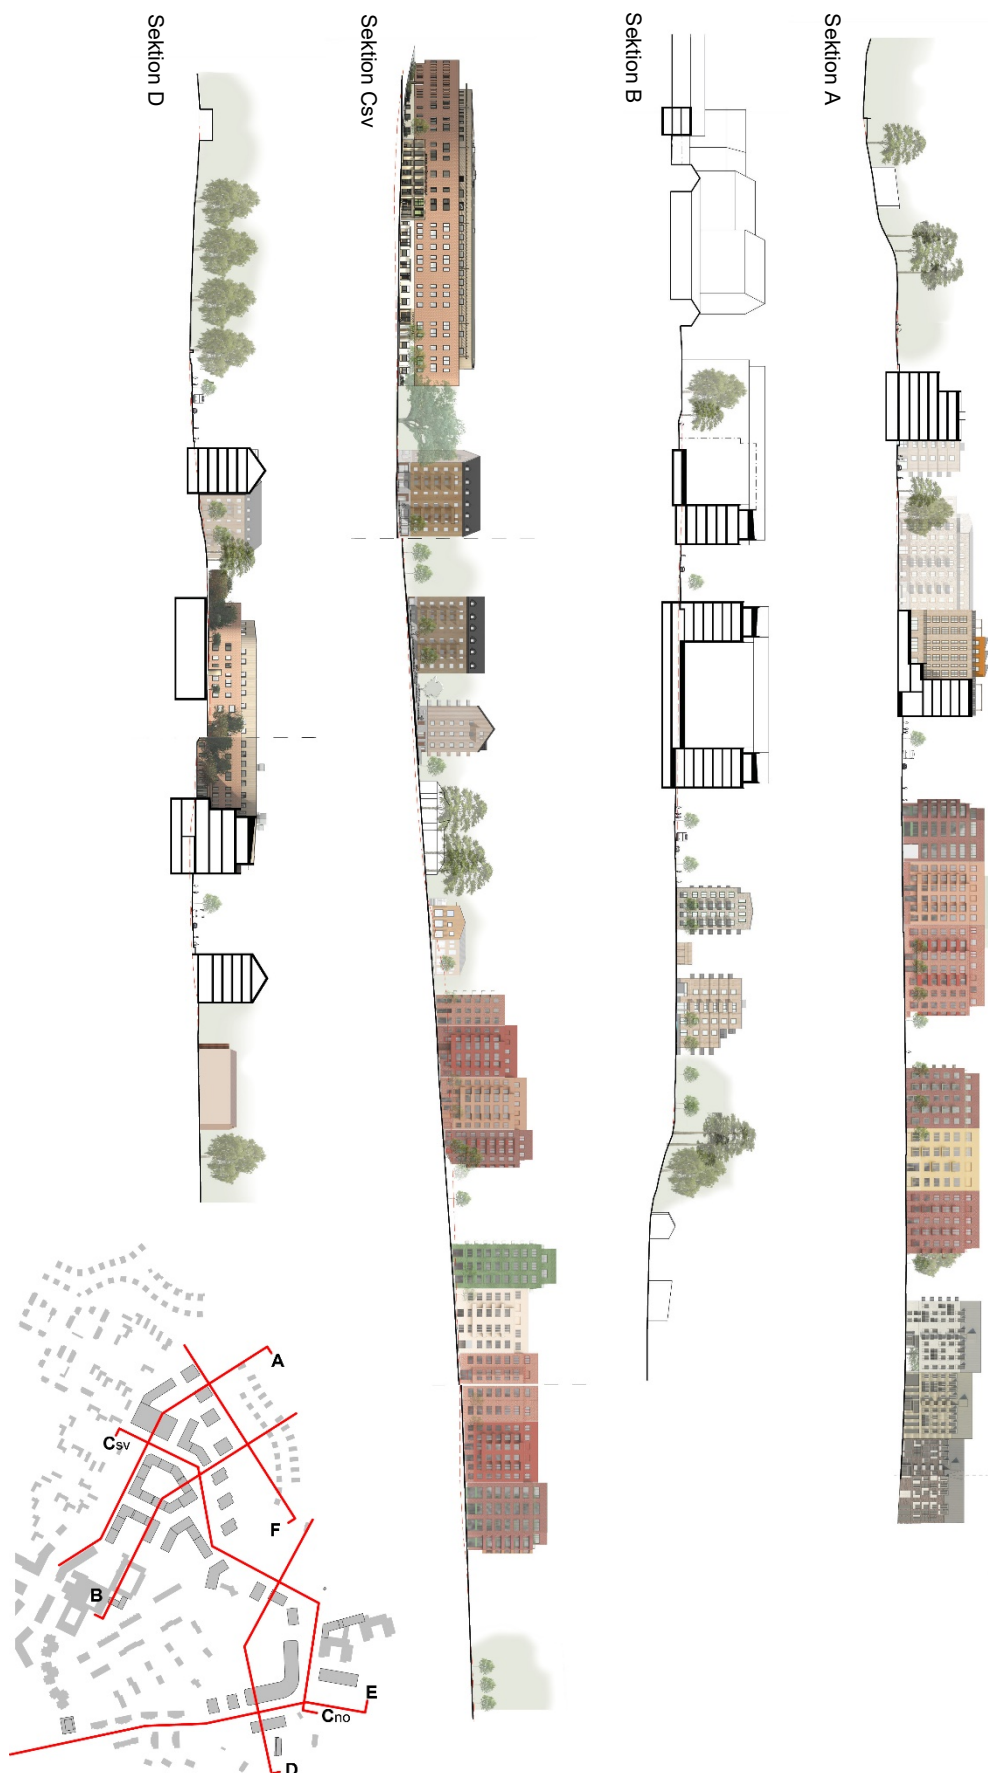 Sektion A
Sektion B
Sektion Csv
Sektion D
A
Csv
F
B
E
Cno
D